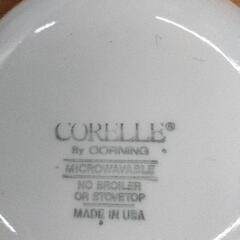 CORELLE®
By CORNING
MICROWAVABLE
NO BROILER
OR STOVETOP
MADE IN USA